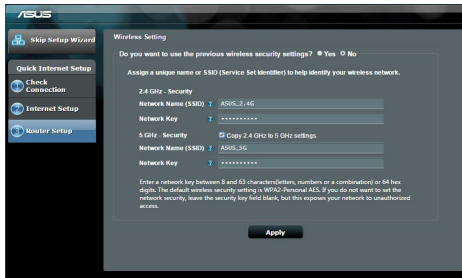 ASUS
Skip Setup Wizard
Quick Internet Setup
1 Check Connection
2 Internet Setup
3 Router Setup
Wireless Setting
Do you want to use the previous wireless security settings? Yes No
Assign a unique name or SSID (Service Set Identifier) to help identify your wireless network.
2.4 GHz - Security
Network Name (SSID) ASUS_2.4G
Network Key ••••••••••
5 GHz - Security Copy 2.4 GHz to 5 GHz settings.
Network Name (SSID) ASUS_5G
Network Key ••••••••••
Enter a network key between 8 and 63 characters(letters, numbers or a combination) or 64 hex
digits. The default wireless security setting is WPA2-Personal AES. If you do not want to set the
network security, leave the security key field blank, but this exposes your network to unauthorized
access.
Apply